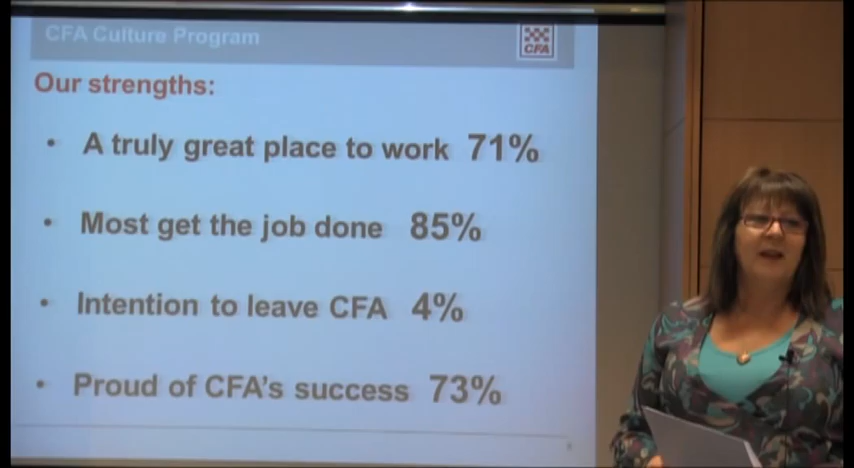 CFA Culture Program
CFA
Our strengths:
• A truly great place to work 71%
• Most get the job done 85%
• Intention to leave CFA 4%
• Proud of CFA's success 73%